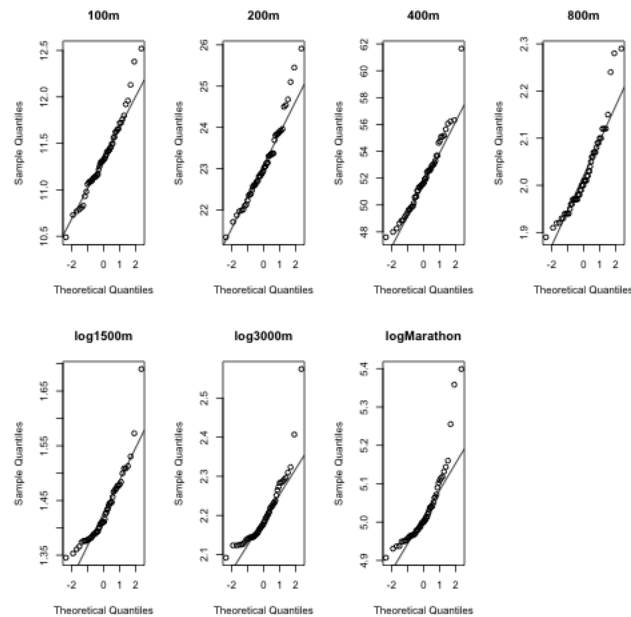 100m
200m
400m
800m
Sample Quantiles
10.5 11.0 11.5 12.0 12.5
-2 0 1 2
Theoretical Quantiles
Sample Quantiles
22 23 24 25 26
-2 0 1 2
Theoretical Quantiles
Sample Quantiles
48 50 52 54 56 58 60 62
-2 0 1 2
Theoretical Quantiles
Sample Quantiles
1.9 2.0 2.1 2.2 2.3
-2 0 1 2
Theoretical Quantiles
log1500m
log3000m
logMarathon
Sample Quantiles
1.35 1.45 1.55 1.65
-2 0 1 2
Theoretical Quantiles
Sample Quantiles
2.1 2.2 2.3 2.4 2.5
-2 0 1 2
Theoretical Quantiles
Sample Quantiles
4.9 5.0 5.1 5.2 5.3 5.4
-2 0 1 2
Theoretical Quantiles